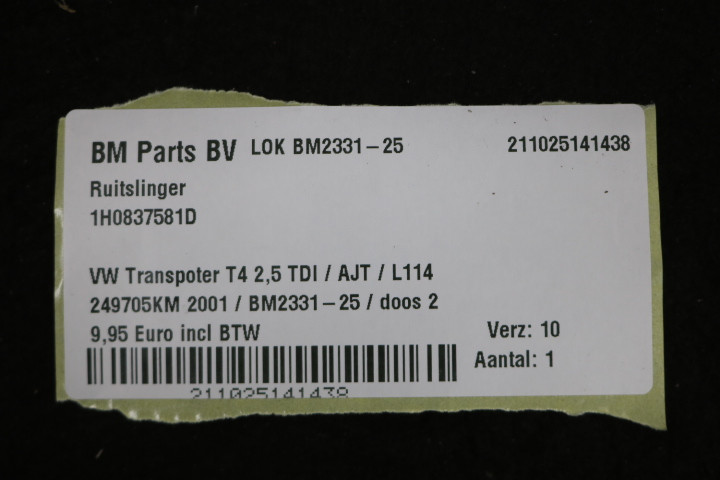 BM Parts BV LOK BM2331-25 211025141438
Ruitslinger
1H0837581D
VW Transpoter T4 2,5 TDI / AJT / L114
249705KM 2001 / BM2331-25 / doos 2
9,95 Euro incl BTW Verz: 10
Aantal: 1
211025141438